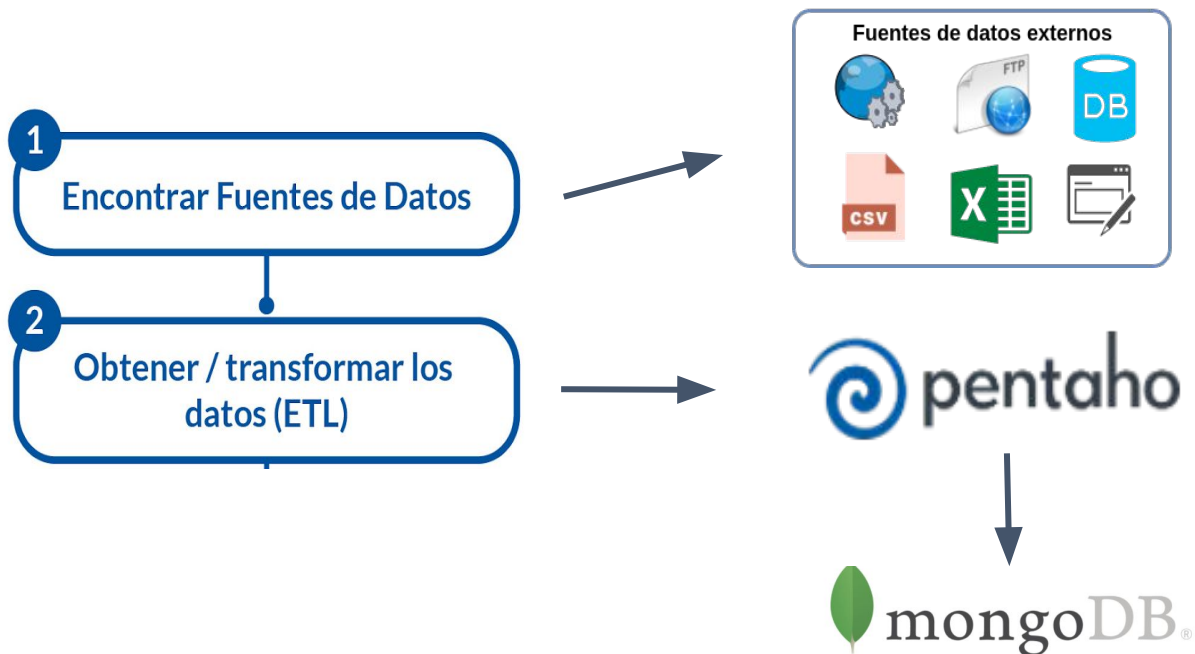 Fuentes de datos externos
FTP
DB
CSV
X
1
Encontrar Fuentes de Datos
2
Obtener / transformar los
datos (ETL)
pentaho
mongoDB®